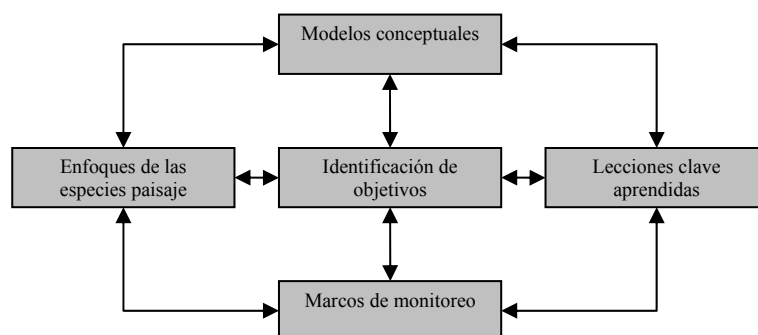 Modelos conceptuales
Enfoques de las
especies paisaje
Identificación de
objetivos
Lecciones clave
aprendidas
Marcos de monitoreo